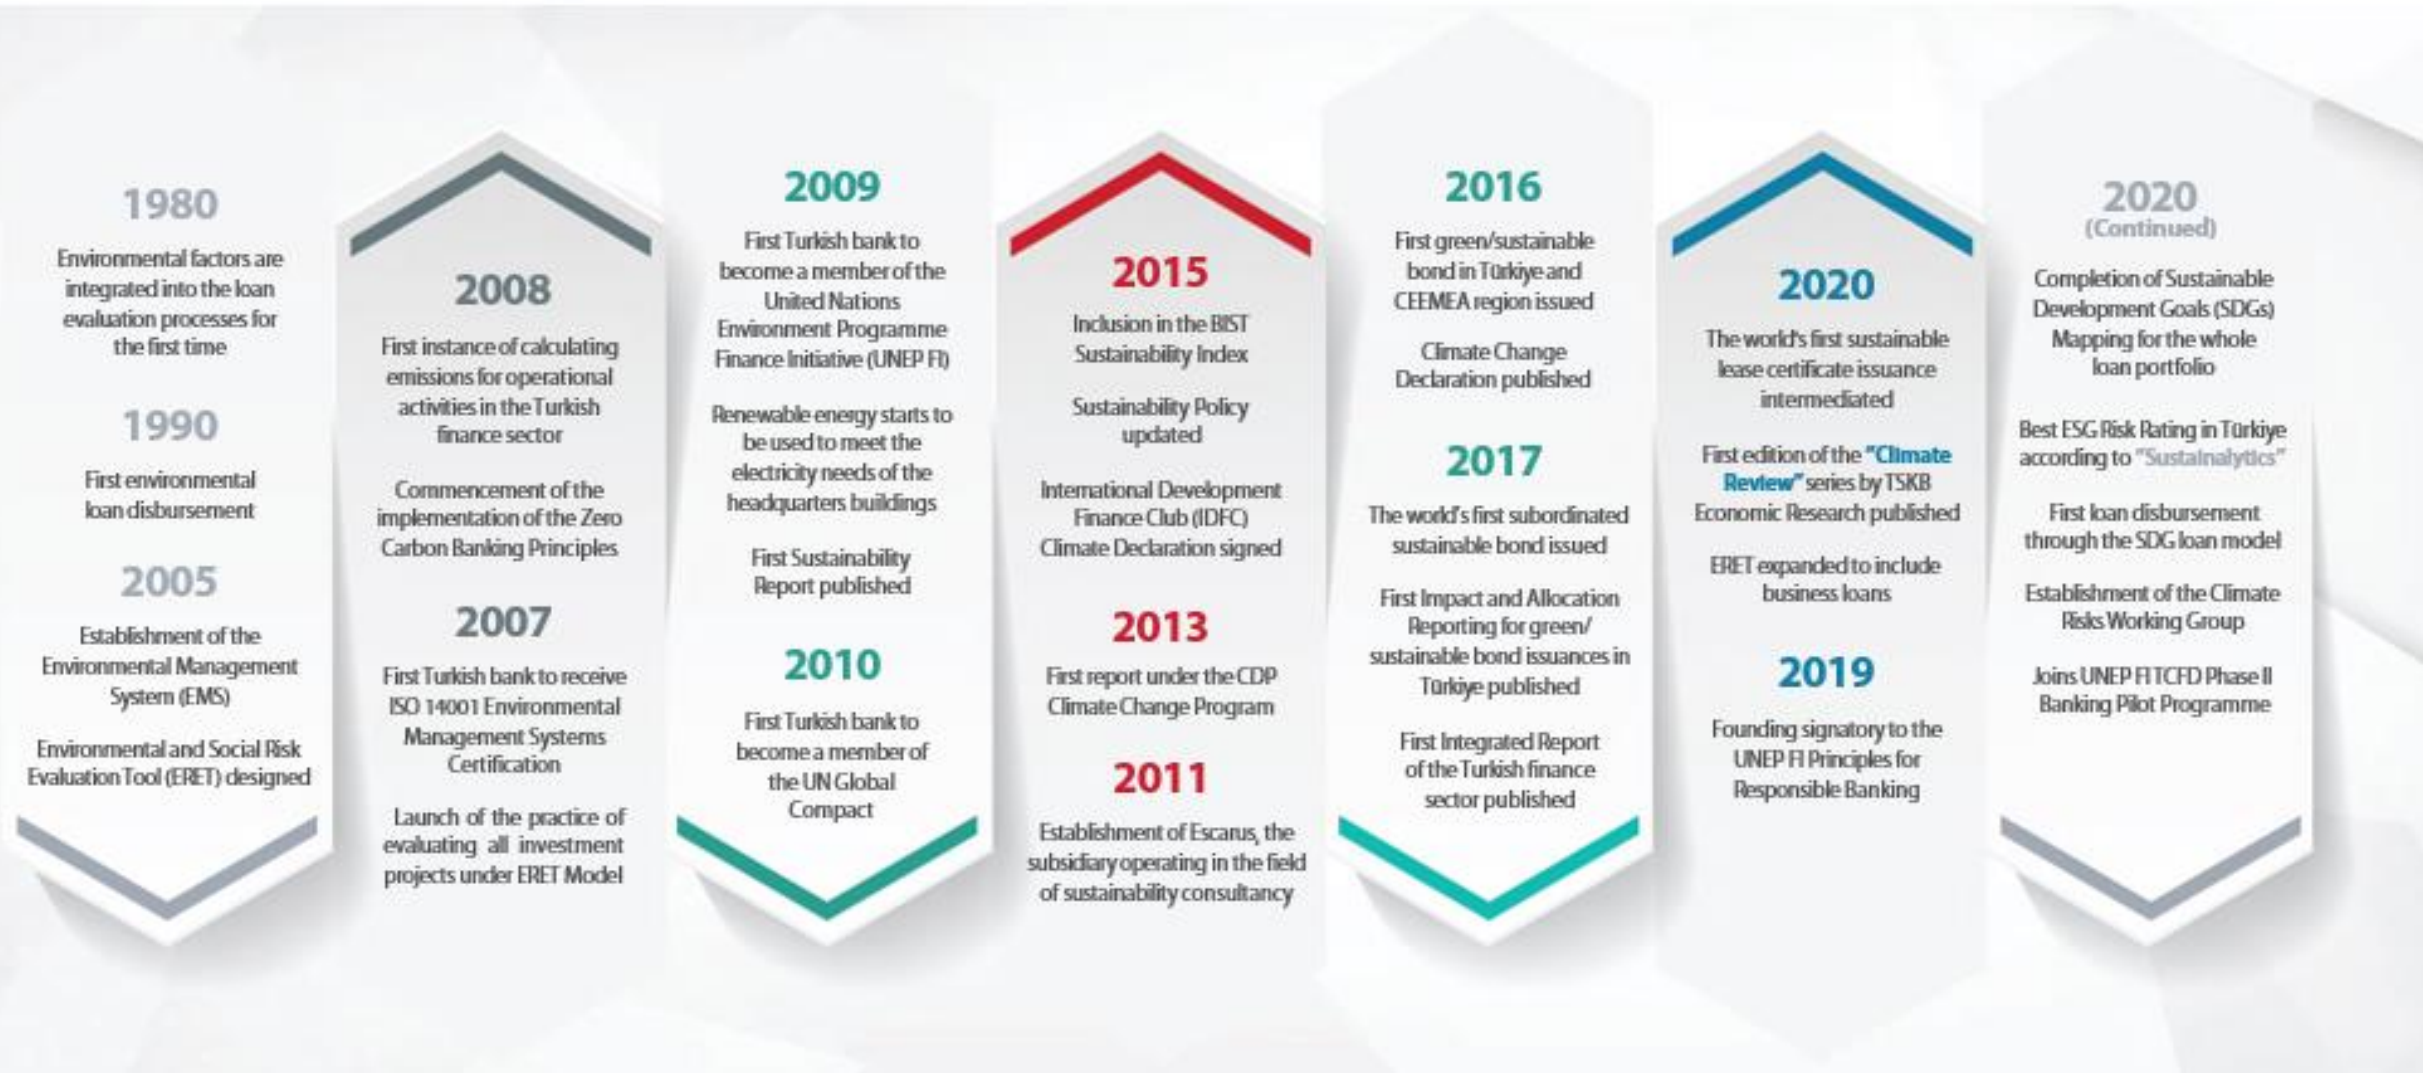 1980
Environmental factors are
integrated into the loan
evaluation processes for
the first time
1990
First environmental
loan disbursement
2005
Establishment of the
Environmental Management
System (EMS)
Environmental and Social Risk
Evaluation Tool (ERET) designed
2008
First instance of calculating
emissions for operational
activities in the Turkish
finance sector
Commencement of the
implementation of the Zero
Carbon Banking Principles
2007
First Turkish bank to receive
ISO 14001 Environmental
Management Systems
Certification
Launch of the practice of
evaluating all investment
projects under ERET Model
2009
First Turkish bank to
become a member of the
United Nations
Environment Programme
Finance Initiative (UNEP FI)
Renewable energy starts to
be used to meet the
electricity needs of the
headquarters buildings
First Sustainability
Report published
2010
First Turkish bank to
become a member of
the UN Global
Compact
2015
Inclusion in the BIST
Sustainability Index
Sustainability Policy
updated
International Development
Finance Club (IDFC)
Climate Declaration signed
2013
First report under the CDP
Climate Change Program
2011
Establishment of Escarus, the
subsidiary operating in the field
of sustainability consultancy
2016
First green/sustainable
bond in Türkiye and
CEEMEA region issued
Climate Change
Declaration published
2017
The world's first subordinated
sustainable bond issued
First Impact and Allocation
Reporting for green/
sustainable bond issuances in
Türkiye published
First Integrated Report
of the Turkish finance
sector published
2020
The world's first sustainable
lease certificate issuance
intermediated
First edition of the "Climate
Review" series by TSKB
Economic Research published
ERET expanded to include
business loans
2019
Founding signatory to the
UNEP FI Principles for
Responsible Banking
2020
(Continued)
Completion of Sustainable
Development Goals (SDGs)
Mapping for the whole
loan portfolio
Best ESG Risk Rating in Türkiye
according to "Sustainalytics"
First loan disbursement
through the SDG loan model
Establishment of the Climate
Risks Working Group
Joins UNEP FI TCFD Phase II
Banking Pilot Programme